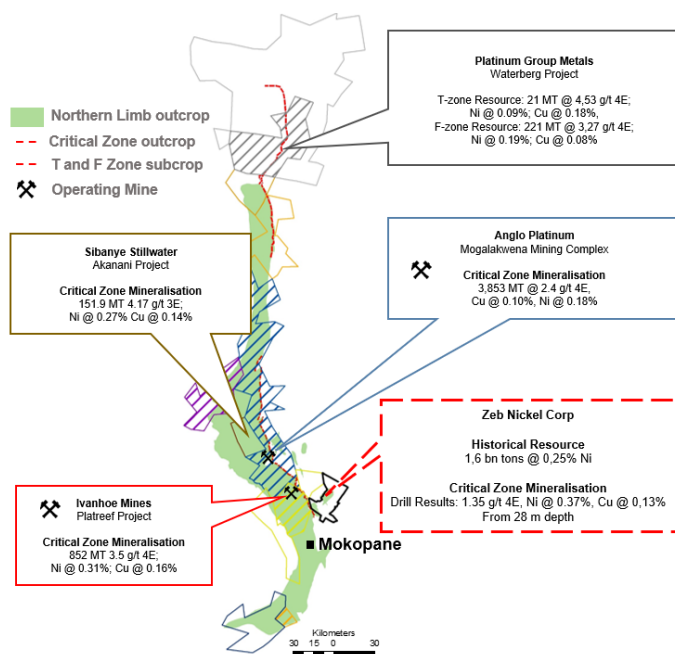 Platinum Group Metals
Waterberg Project
T-zone Resource: 21 MT @ 4,53 g/t 4E;
Ni @ 0.09%; Cu @ 0.18%,
F-zone Resource: 221 MT @ 3,27 g/t 4E;
Ni @ 0.19%; Cu @ 0.08%
Northern Limb outcrop
Critical Zone outcrop
T and F Zone subcrop
Operating Mine
Sibanye Stillwater
Akanani Project
Critical Zone Mineralisation
151.9 MT 4.17 g/t 3E;
Ni @ 0.27% Cu @ 0.14%
Anglo Platinum
Mogalakwena Mining Complex
Critical Zone Mineralisation
3,853 MT @ 2.4 g/t 4E,
Cu @ 0.10%, Ni @ 0.18%
Zeb Nickel Corp
Historical Resource
1,6 bn tons @ 0,25% Ni
Critical Zone Mineralisation
Drill Results: 1.35 g/t 4E, Ni @ 0.37%, Cu @ 0,13%
From 28 m depth
Ivanhoe Mines
Platreef Project
Critical Zone Mineralisation
852 MT 3.5 g/t 4E;
Ni @ 0.31%; Cu @ 0.16%
Mokopane
Kilometers
30 15 0 30